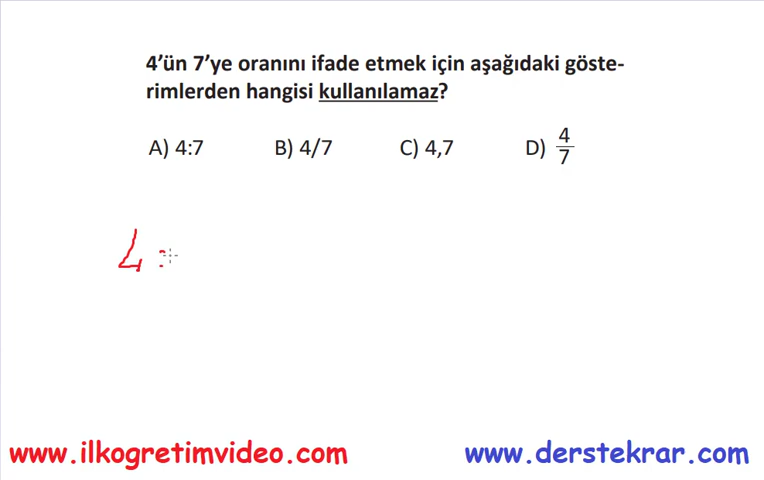 4’ün 7’ye oranını ifade etmek için aşağıdaki göste-
rimlerden hangisi kullanılamaz?
A) 4:7 B) 4/7 C) 4,7 D) 4/7
4 :
www.ilkogretimvideo.com www.derstekrar.com